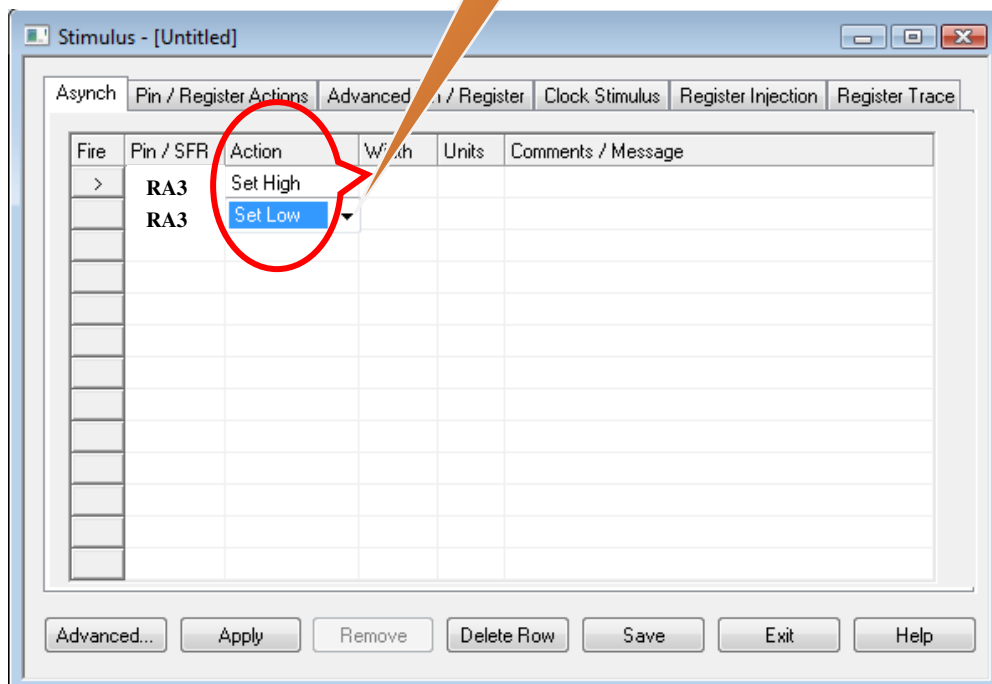 Stimulus - [Untitled]
Asynch Pin / Register Actions Advanced / Register Clock Stimulus Register Injection Register Trace
Fire Pin / SFR Action Units Comments / Message
> RA3 Set High
RA3 Set Low
Advanced... Apply Remove Delete Row Save Exit Help